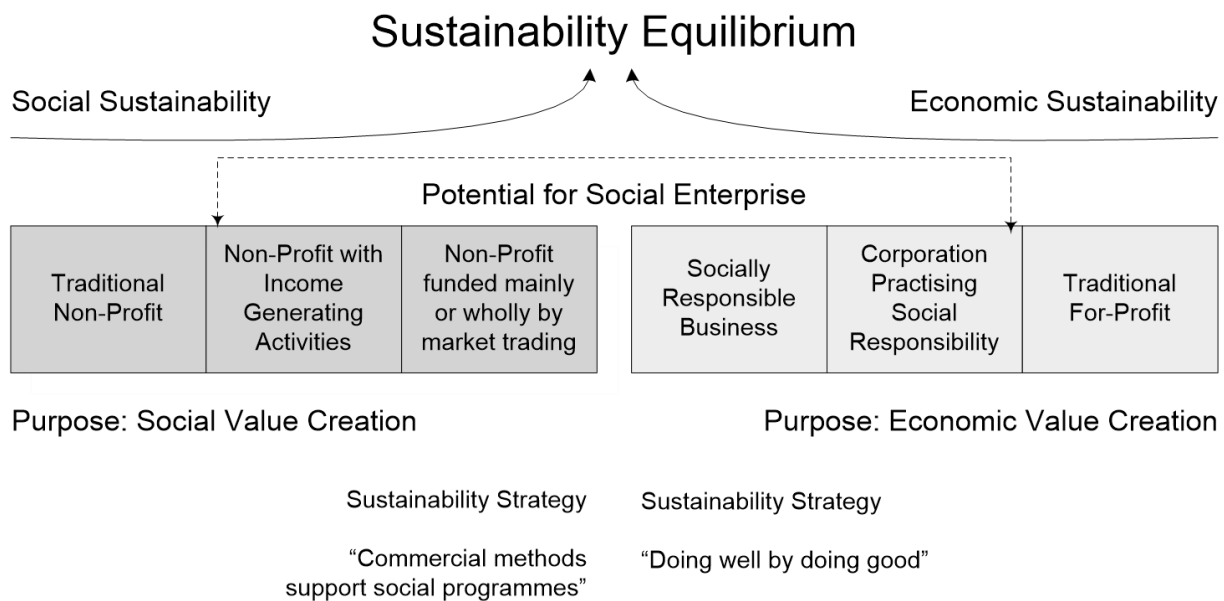 Sustainability Equilibrium
Social Sustainability
Economic Sustainability
Potential for Social Enterprise
Traditional
Non-Profit
Non-Profit with
Income
Generating
Activities
Non-Profit
funded mainly
or wholly by
market trading
Socially
Responsible
Business
Corporation
Practising
Social
Responsibility
Traditional
For-Profit
Purpose: Social Value Creation
Purpose: Economic Value Creation
Sustainability Strategy
“Commercial methods
support social programmes”
Sustainability Strategy
“Doing well by doing good”